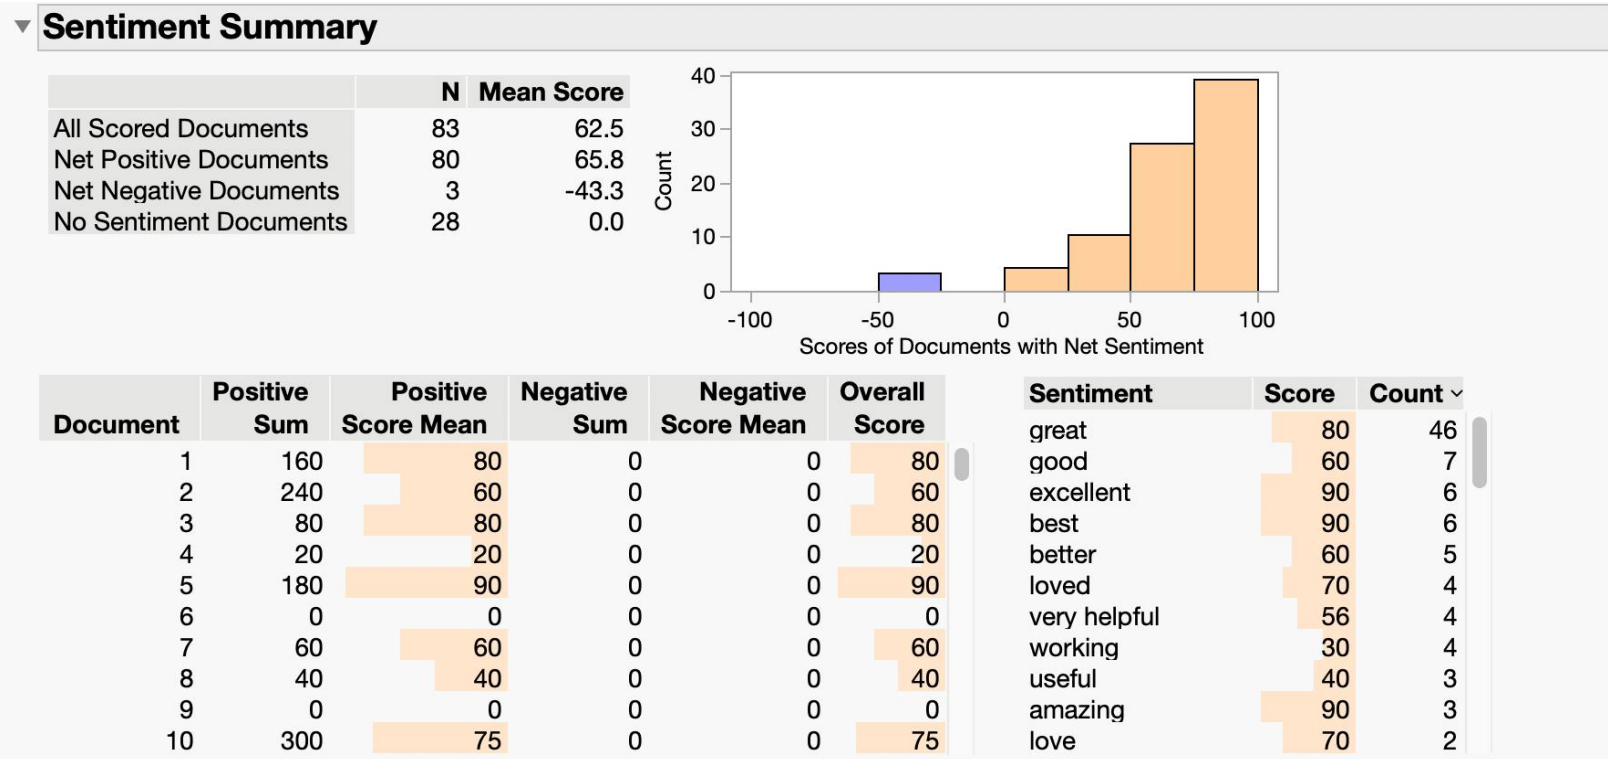 Sentiment Summary
N Mean Score
All Scored Documents 83 62.5
Net Positive Documents 80 65.8
Net Negative Documents 3 -43.3
No Sentiment Documents 28 0.0
Count
40
30
20
10
0
-100 -50 0 50 100
Scores of Documents with Net Sentiment
Document Positive Sum Positive Score Mean Negative Sum Negative Score Mean Overall Score
1 160 80 0 0 80
2 240 60 0 0 60
3 80 80 0 0 80
4 20 20 0 0 20
5 180 90 0 0 90
6 0 0 0 0 0
7 60 60 0 0 60
8 40 40 0 0 40
9 0 0 0 0 0
10 300 75 0 0 75
Sentiment Score Count
great 80 46
good 60 7
excellent 90 6
best 90 6
better 60 5
loved 70 4
very helpful 56 4
working 30 4
useful 40 3
amazing 90 3
love 70 2